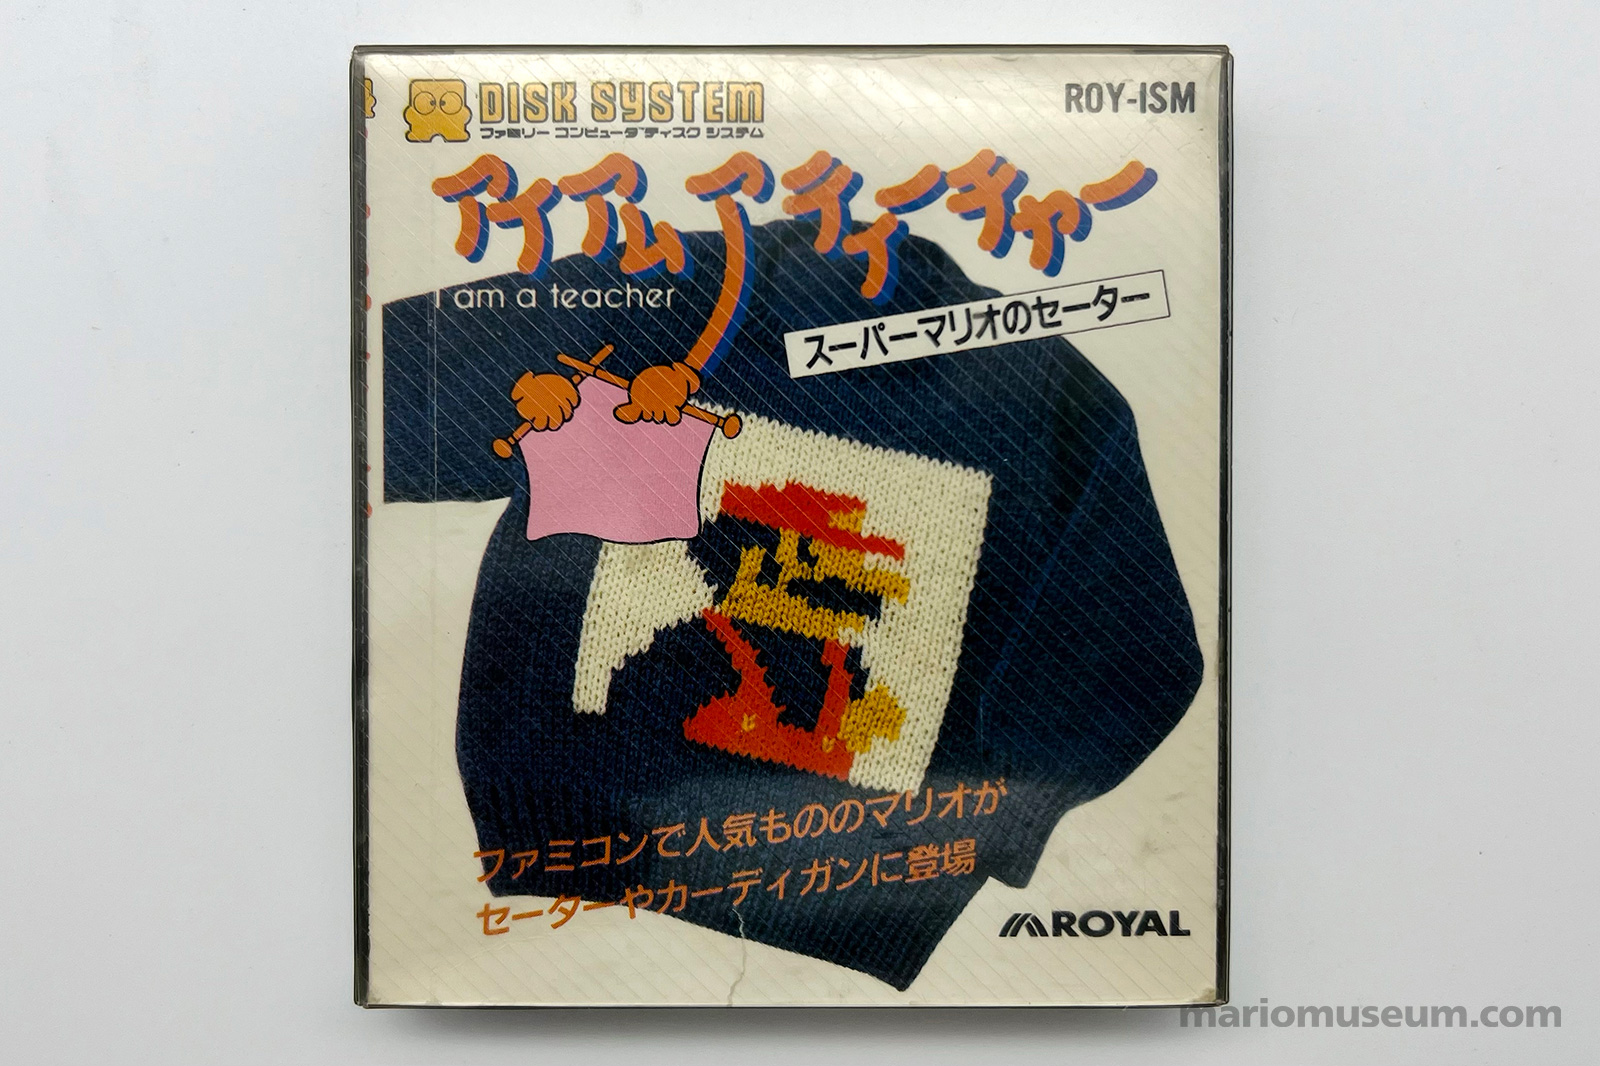 DISK SYSTEM
ファミリー コンピュータ ディスク システム
ROY-ISM
アイアム ア ティーチャー
I am a teacher
スーパーマリオのセーター
ファミコンで人気もののマリオが
セーターやカーディガンに登場
ROYAL
mariomuseum.com